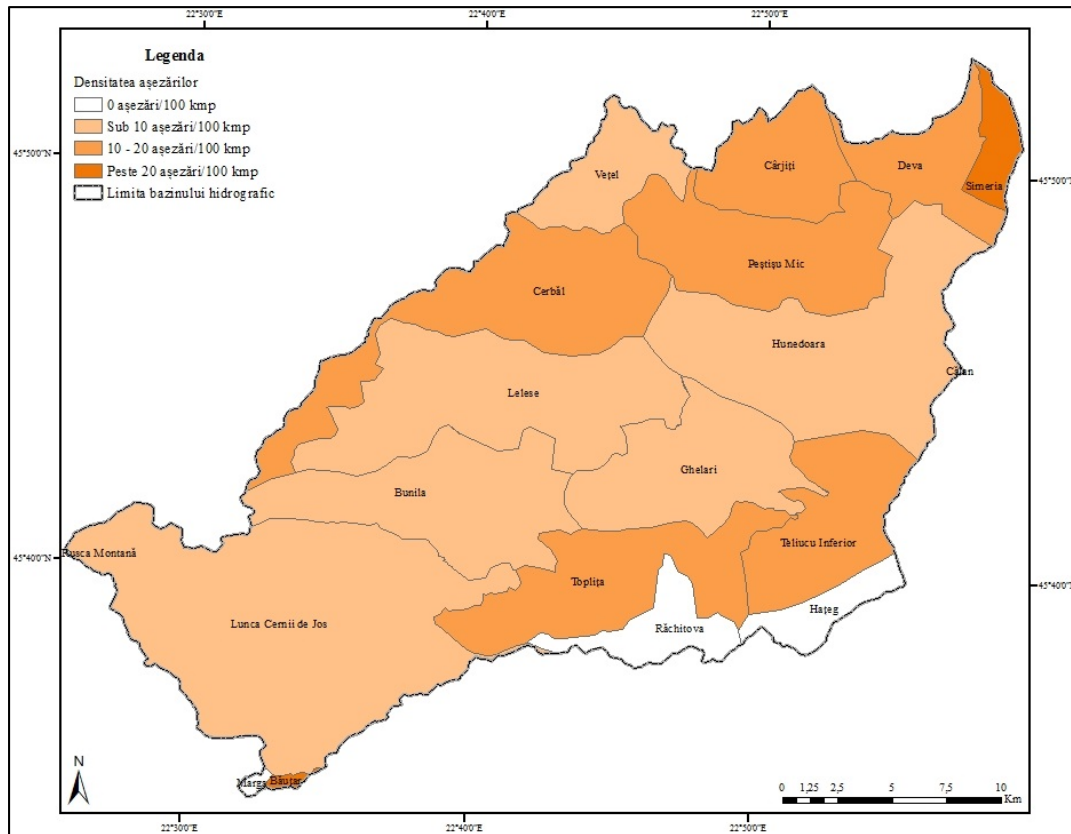 22°30'0"E 22°40'0"E 22°50'0"E
Legenda
Densitatea așezărilor
0 așezări/100 kmp
Sub 10 așezări/100 kmp
10 - 20 așezări/100 kmp
Peste 20 așezări/100 kmp
Limita bazinului hidrografic
45°50'0"N
45°50'0"N
Vețel
Cârjiți
Deva
Simeria
Peștișu Mic
Cerbăl
Hunedoara
Călan
Lelese
Ghelari
Bunila
Teliucu Inferior
Rusca Montană
45°40'0"N
45°40'0"N
Toplița
Hațeg
Lunca Cernii de Jos
Răchitova
Marga
Băuțar
N
0 1,25 2,5 5 7,5 10
Km
22°30'0"E 22°40'0"E 22°50'0"E